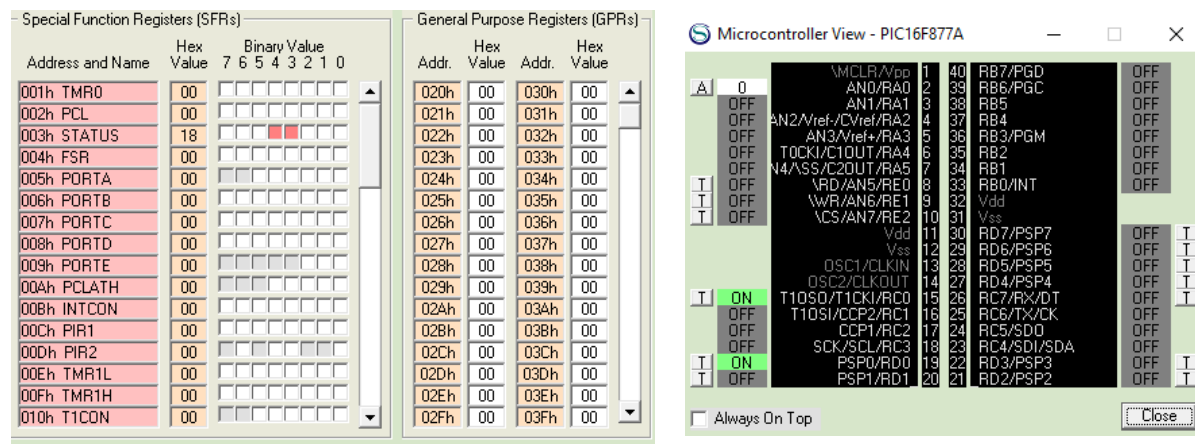 Special Function Registers (SFRs)
Address and Name Hex Value Binary Value 7 6 5 4 3 2 1 0
001h TMR0 00
002h PCL 00
003h STATUS 18
004h FSR 00
005h PORTA 00
006h PORTB 00
007h PORTC 00
008h PORTD 00
009h PORTE 00
00Ah PCLATH 00
00Bh INTCON 00
00Ch PIR1 00
00Dh PIR2 00
00Eh TMR1L 00
00Fh TMR1H 00
010h T1CON 00
General Purpose Registers (GPRs)
Addr. Hex Value Addr. Hex Value
020h 00 030h 00
021h 00 031h 00
022h 00 032h 00
023h 00 033h 00
024h 00 034h 00
025h 00 035h 00
026h 00 036h 00
027h 00 037h 00
028h 00 038h 00
029h 00 039h 00
02Ah 00 03Ah 00
02Bh 00 03Bh 00
02Ch 00 03Ch 00
02Dh 00 03Dh 00
02Eh 00 03Eh 00
02Fh 00 03Fh 00
Microcontroller View - PIC16F877A
\MCLR/Vpp 1 40 RB7/PGD OFF
A 0 AN0/RA0 2 39 RB6/PGC OFF
OFF AN1/RA1 3 38 RB5 OFF
OFF AN2/Vref-/CVref/RA2 4 37 RB4 OFF
OFF AN3/Vref+/RA3 5 36 RB3/PGM OFF
OFF T0CKI/C1OUT/RA4 6 35 RB2 OFF
OFF N4/\SS/C2OUT/RA5 7 34 RB1 OFF
T OFF \RD/AN5/RE0 8 33 RB0/INT OFF
T OFF \WR/AN6/RE1 9 32 Vdd
T OFF \CS/AN7/RE2 10 31 Vss
Vdd 11 30 RD7/PSP7 OFF T
Vss 12 29 RD6/PSP6 OFF T
OSC1/CLKIN 13 28 RD5/PSP5 OFF T
OSC2/CLKOUT 14 27 RD4/PSP4 OFF T
T ON T1OSO/T1CKI/RC0 15 26 RC7/RX/DT OFF T
OFF T1OSI/CCP2/RC1 16 25 RC6/TX/CK OFF
OFF CCP1/RC2 17 24 RC5/SDO OFF
OFF SCK/SCL/RC3 18 23 RC4/SDI/SDA OFF
T ON PSP0/RD0 19 22 RD3/PSP3 OFF T
T OFF PSP1/RD1 20 21 RD2/PSP2 OFF T
Always On Top
Close